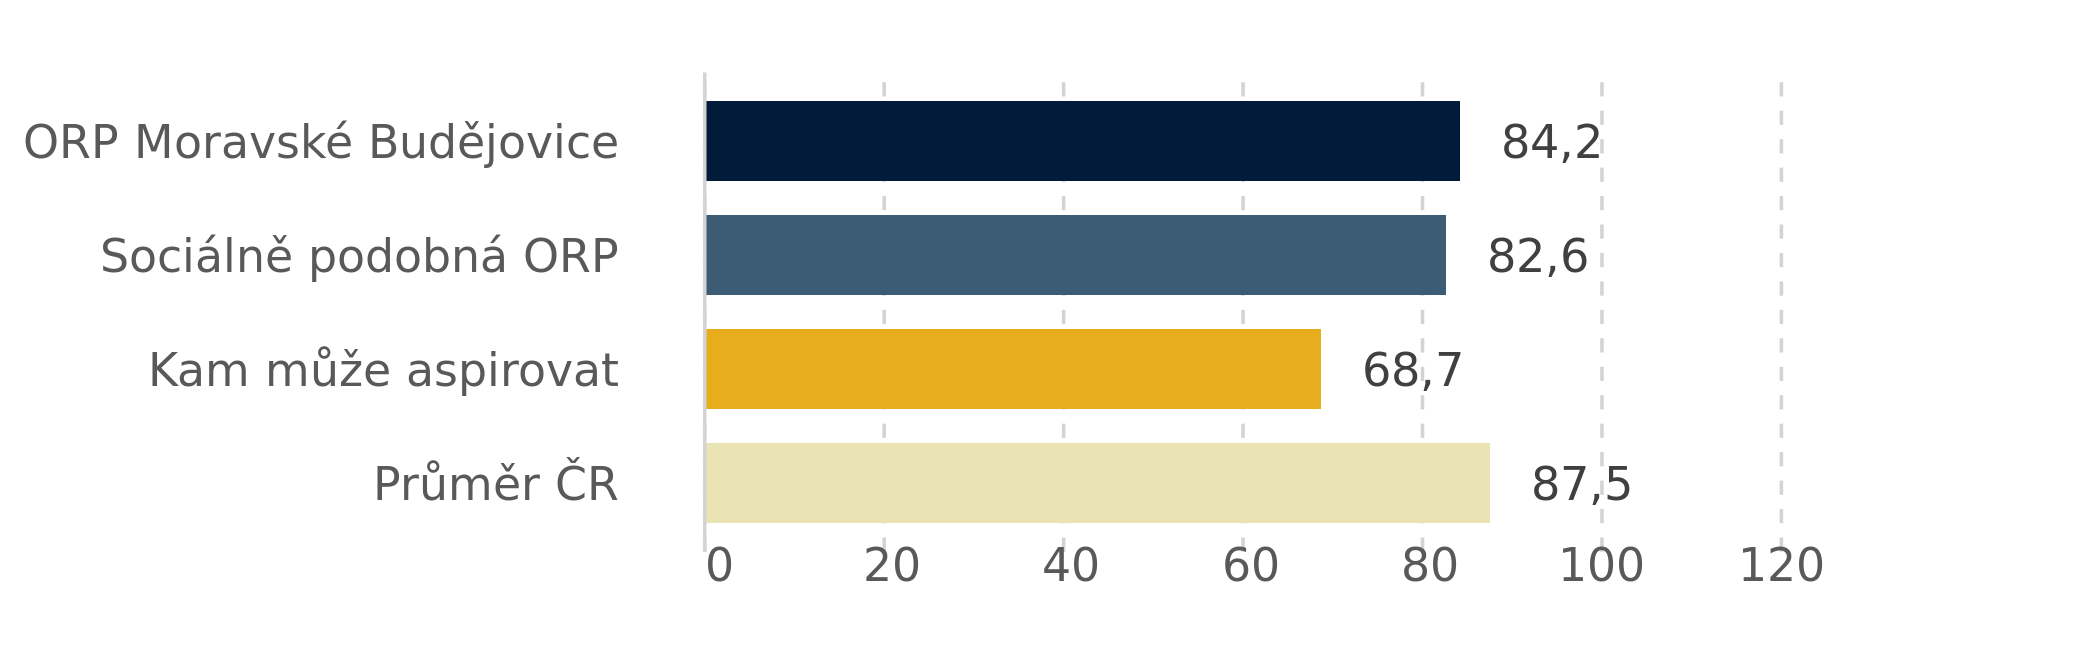 ORP Moravské Budějovice 84,2
Sociálně podobná ORP 82,6
Kam může aspirovat 68,7
Průměr ČR 87,5
0 20 40 60 80 100 120